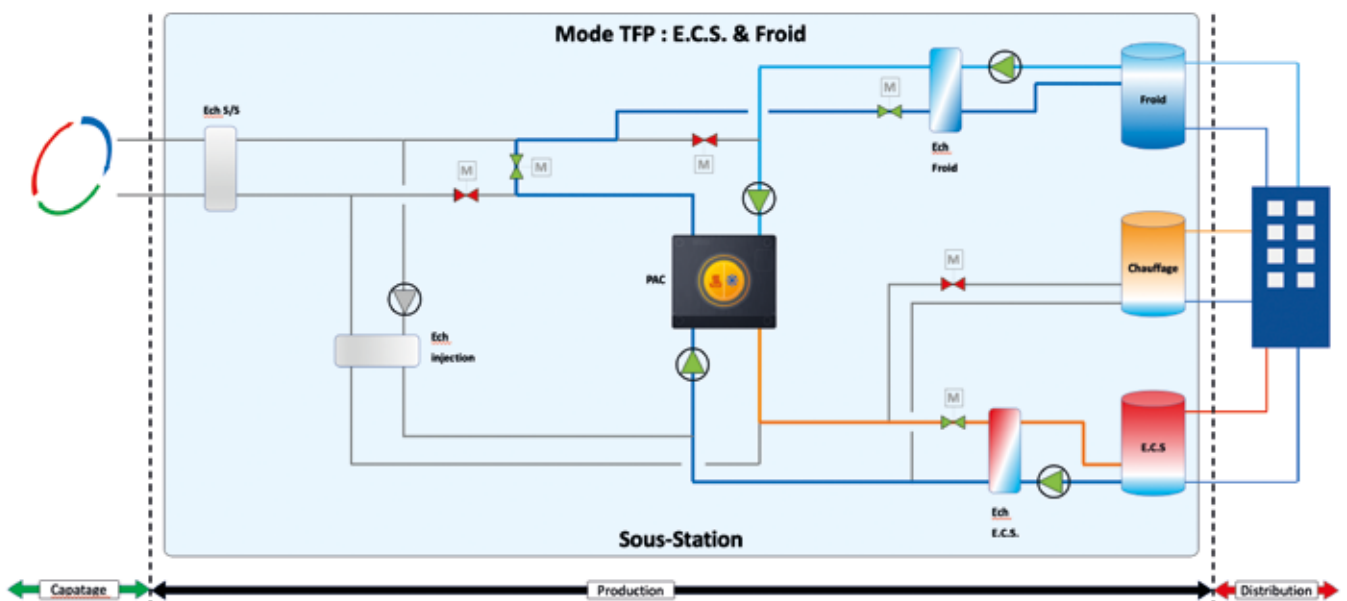 Mode TFP : E.C.S. & Froid
Ech S/S
M
M
M
M
Ech
Froid
Froid
PAC
M
Chauffage
Ech
injection
M
Ech
E.C.S.
E.C.S
Sous-Station
Capatage
Production
Distribution